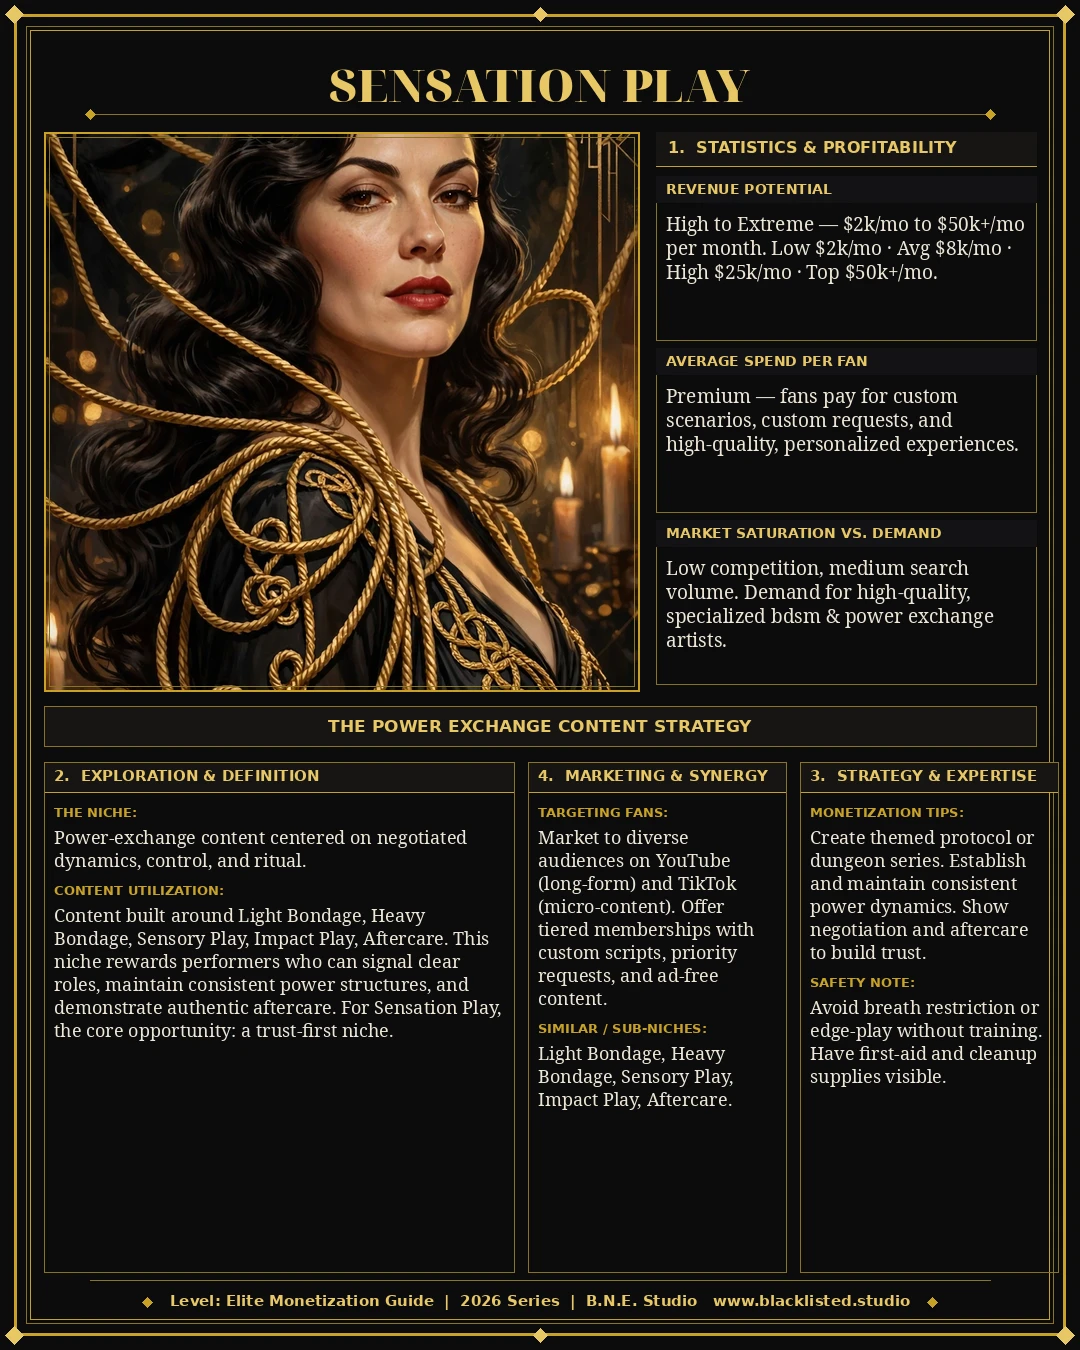 SENSATION PLAY
1. STATISTICS & PROFITABILITY
REVENUE POTENTIAL
High to Extreme — $2k/mo to $50k+/mo
per month. Low $2k/mo · Avg $8k/mo ·
High $25k/mo · Top $50k+/mo.
AVERAGE SPEND PER FAN
Premium — fans pay for custom
scenarios, custom requests, and
high-quality, personalized experiences.
MARKET SATURATION VS. DEMAND
Low competition, medium search
volume. Demand for high-quality,
specialized bdsm & power exchange
artists.
THE POWER EXCHANGE CONTENT STRATEGY
2. EXPLORATION & DEFINITION
THE NICHE:
Power-exchange content centered on negotiated
dynamics, control, and ritual.
CONTENT UTILIZATION:
Content built around Light Bondage, Heavy
Bondage, Sensory Play, Impact Play, Aftercare. This
niche rewards performers who can signal clear
roles, maintain consistent power structures, and
demonstrate authentic aftercare. For Sensation Play,
the core opportunity: a trust-first niche.
4. MARKETING & SYNERGY
TARGETING FANS:
Market to diverse
audiences on YouTube
(long-form) and TikTok
(micro-content). Offer
tiered memberships with
custom scripts, priority
requests, and ad-free
content.
SIMILAR / SUB-NICHES:
Light Bondage, Heavy
Bondage, Sensory Play,
Impact Play, Aftercare.
3. STRATEGY & EXPERTISE
MONETIZATION TIPS:
Create themed protocol or
dungeon series. Establish
and maintain consistent
power dynamics. Show
negotiation and aftercare
to build trust.
SAFETY NOTE:
Avoid breath restriction or
edge-play without training.
Have first-aid and cleanup
supplies visible.
Level: Elite Monetization Guide | 2026 Series | B.N.E. Studio www.blacklisted.studio